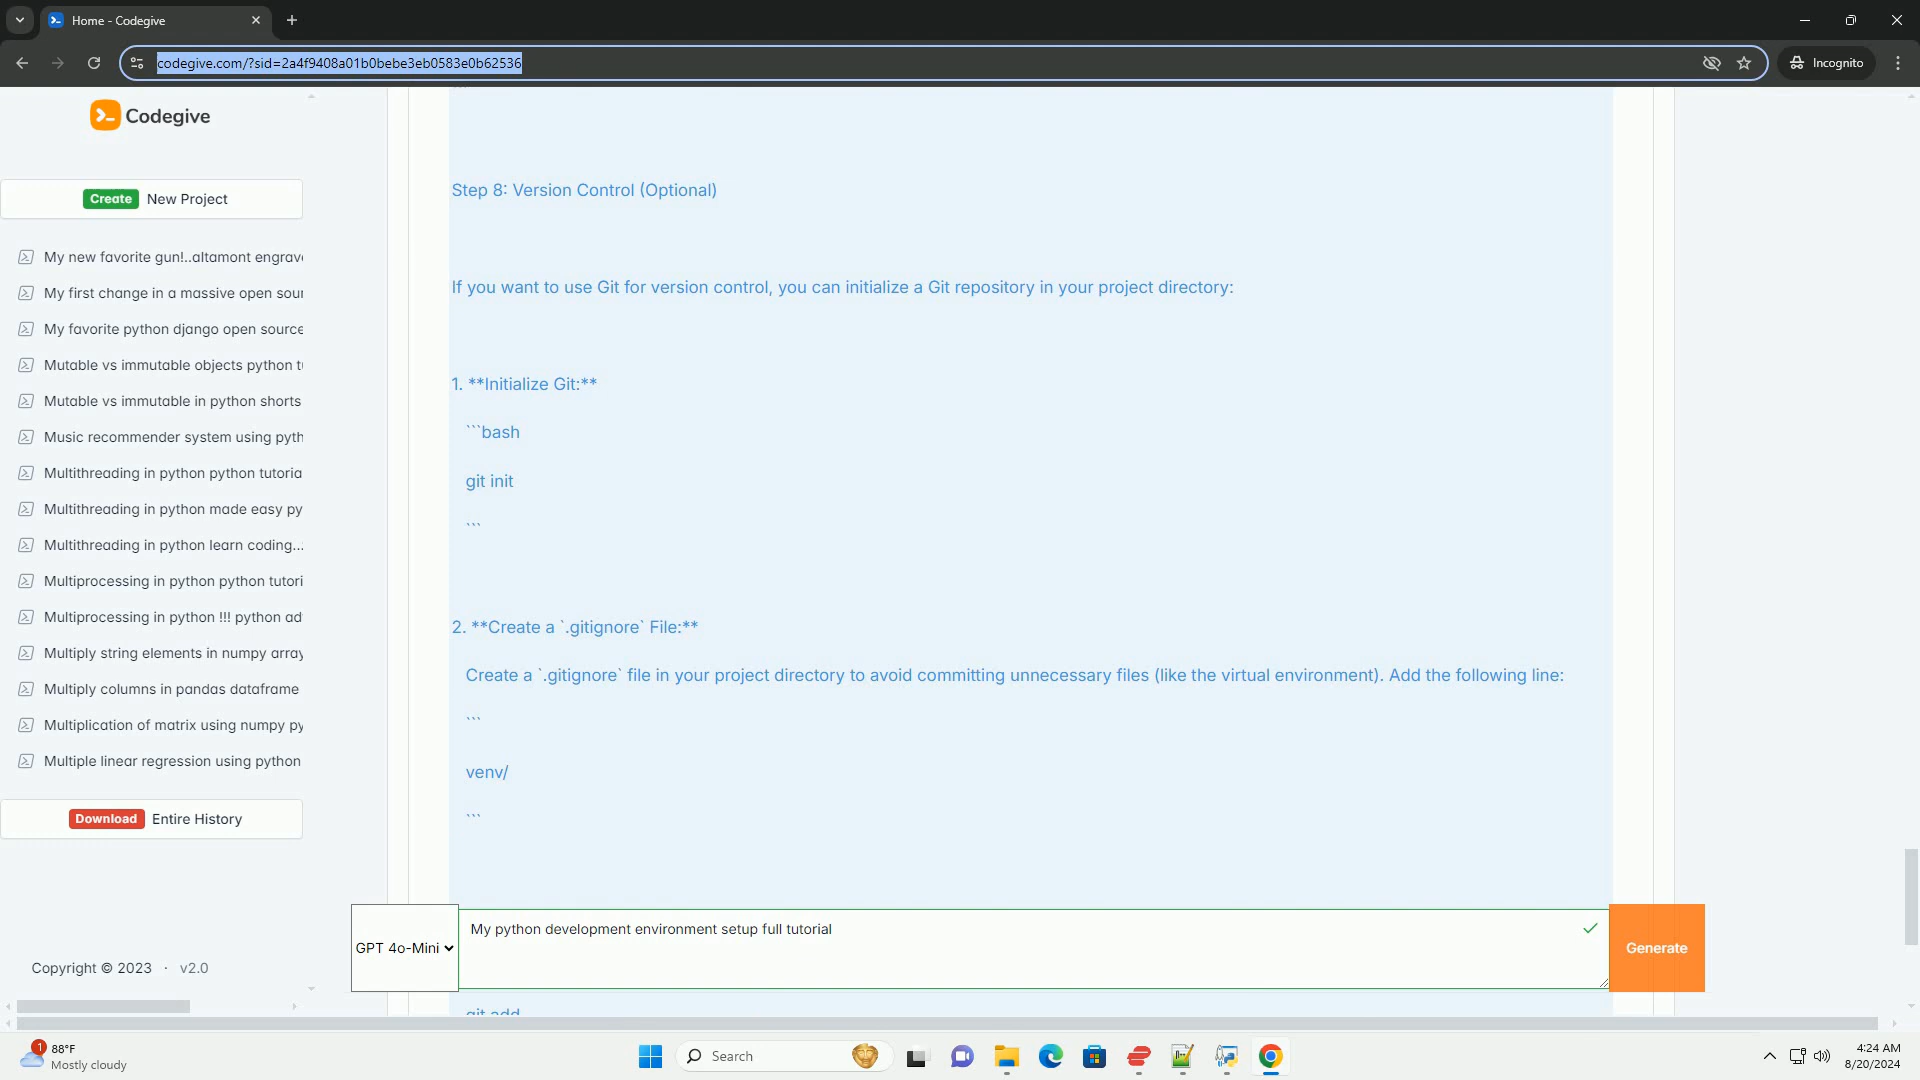 Home - Codegive
codegive.com/?sid=2a4f9408a01b0bebe3eb0583e0b62536
Incognito
Codegive
Create New Project
My new favorite gun!..altamont engrav
My first change in a massive open sour
My favorite python django open source
Mutable vs immutable objects python t
Mutable vs immutable in python shorts
Music recommender system using pyth
Multithreading in python python tutoria
Multithreading in python made easy py
Multithreading in python learn coding..
Multiprocessing in python python tutori
Multiprocessing in python !!! python ad
Multiply string elements in numpy array
Multiply columns in pandas dataframe
Multiplication of matrix using numpy py
Multiple linear regression using python
Download Entire History
Copyright © 2023 · v2.0
Step 8: Version Control (Optional)
If you want to use Git for version control, you can initialize a Git repository in your project directory:
1. **Initialize Git:**
```bash
git init
```
2. **Create a `.gitignore` File:**
Create a `.gitignore` file in your project directory to avoid committing unnecessary files (like the virtual environment). Add the following line:
```
venv/
```
GPT 4o-Mini
My python development environment setup full tutorial
Generate
git add
1
88°F
Mostly cloudy
Search
4:24 AM
8/20/2024